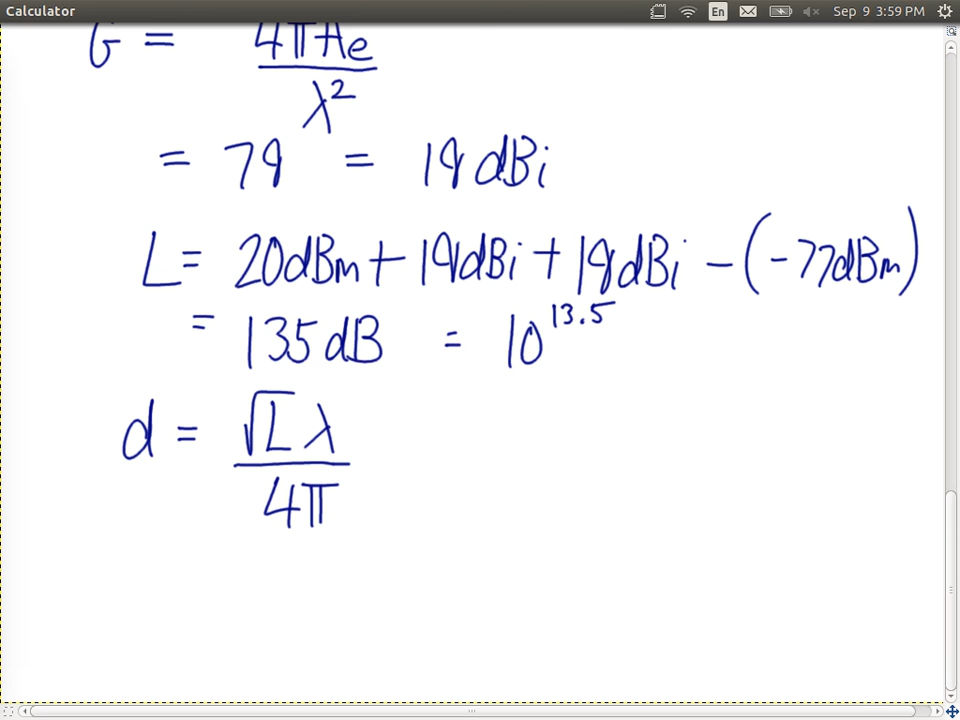 Calculator En Sep 9 3:59 PM
G = 4πAe
λ²
= 79 = 19 dBi
L = 20dBm + 19dBi + 19dBi - (-77dBm)
= 135 dB = 10^13.5
d = √L λ
4π